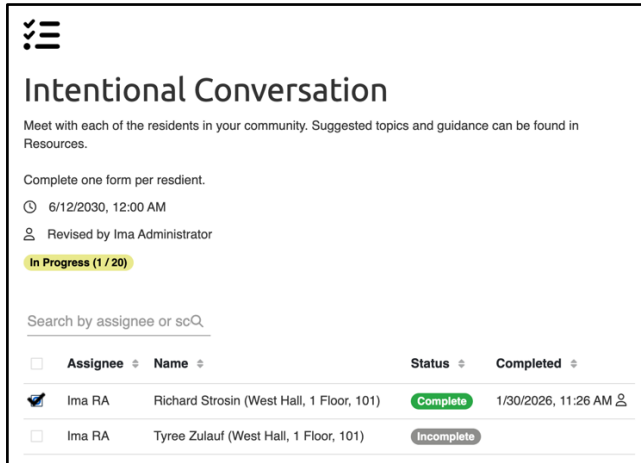 Intentional Conversation
Meet with each of the residents in your community. Suggested topics and guidance can be found in
Resources.
Complete one form per resdient.
6/12/2030, 12:00 AM
Revised by Ima Administrator
In Progress (1 / 20)
Search by assignee or sc
Assignee Name Status Completed
Ima RA Richard Strosin (West Hall, 1 Floor, 101) Complete 1/30/2026, 11:26 AM
Ima RA Tyree Zulauf (West Hall, 1 Floor, 101) Incomplete